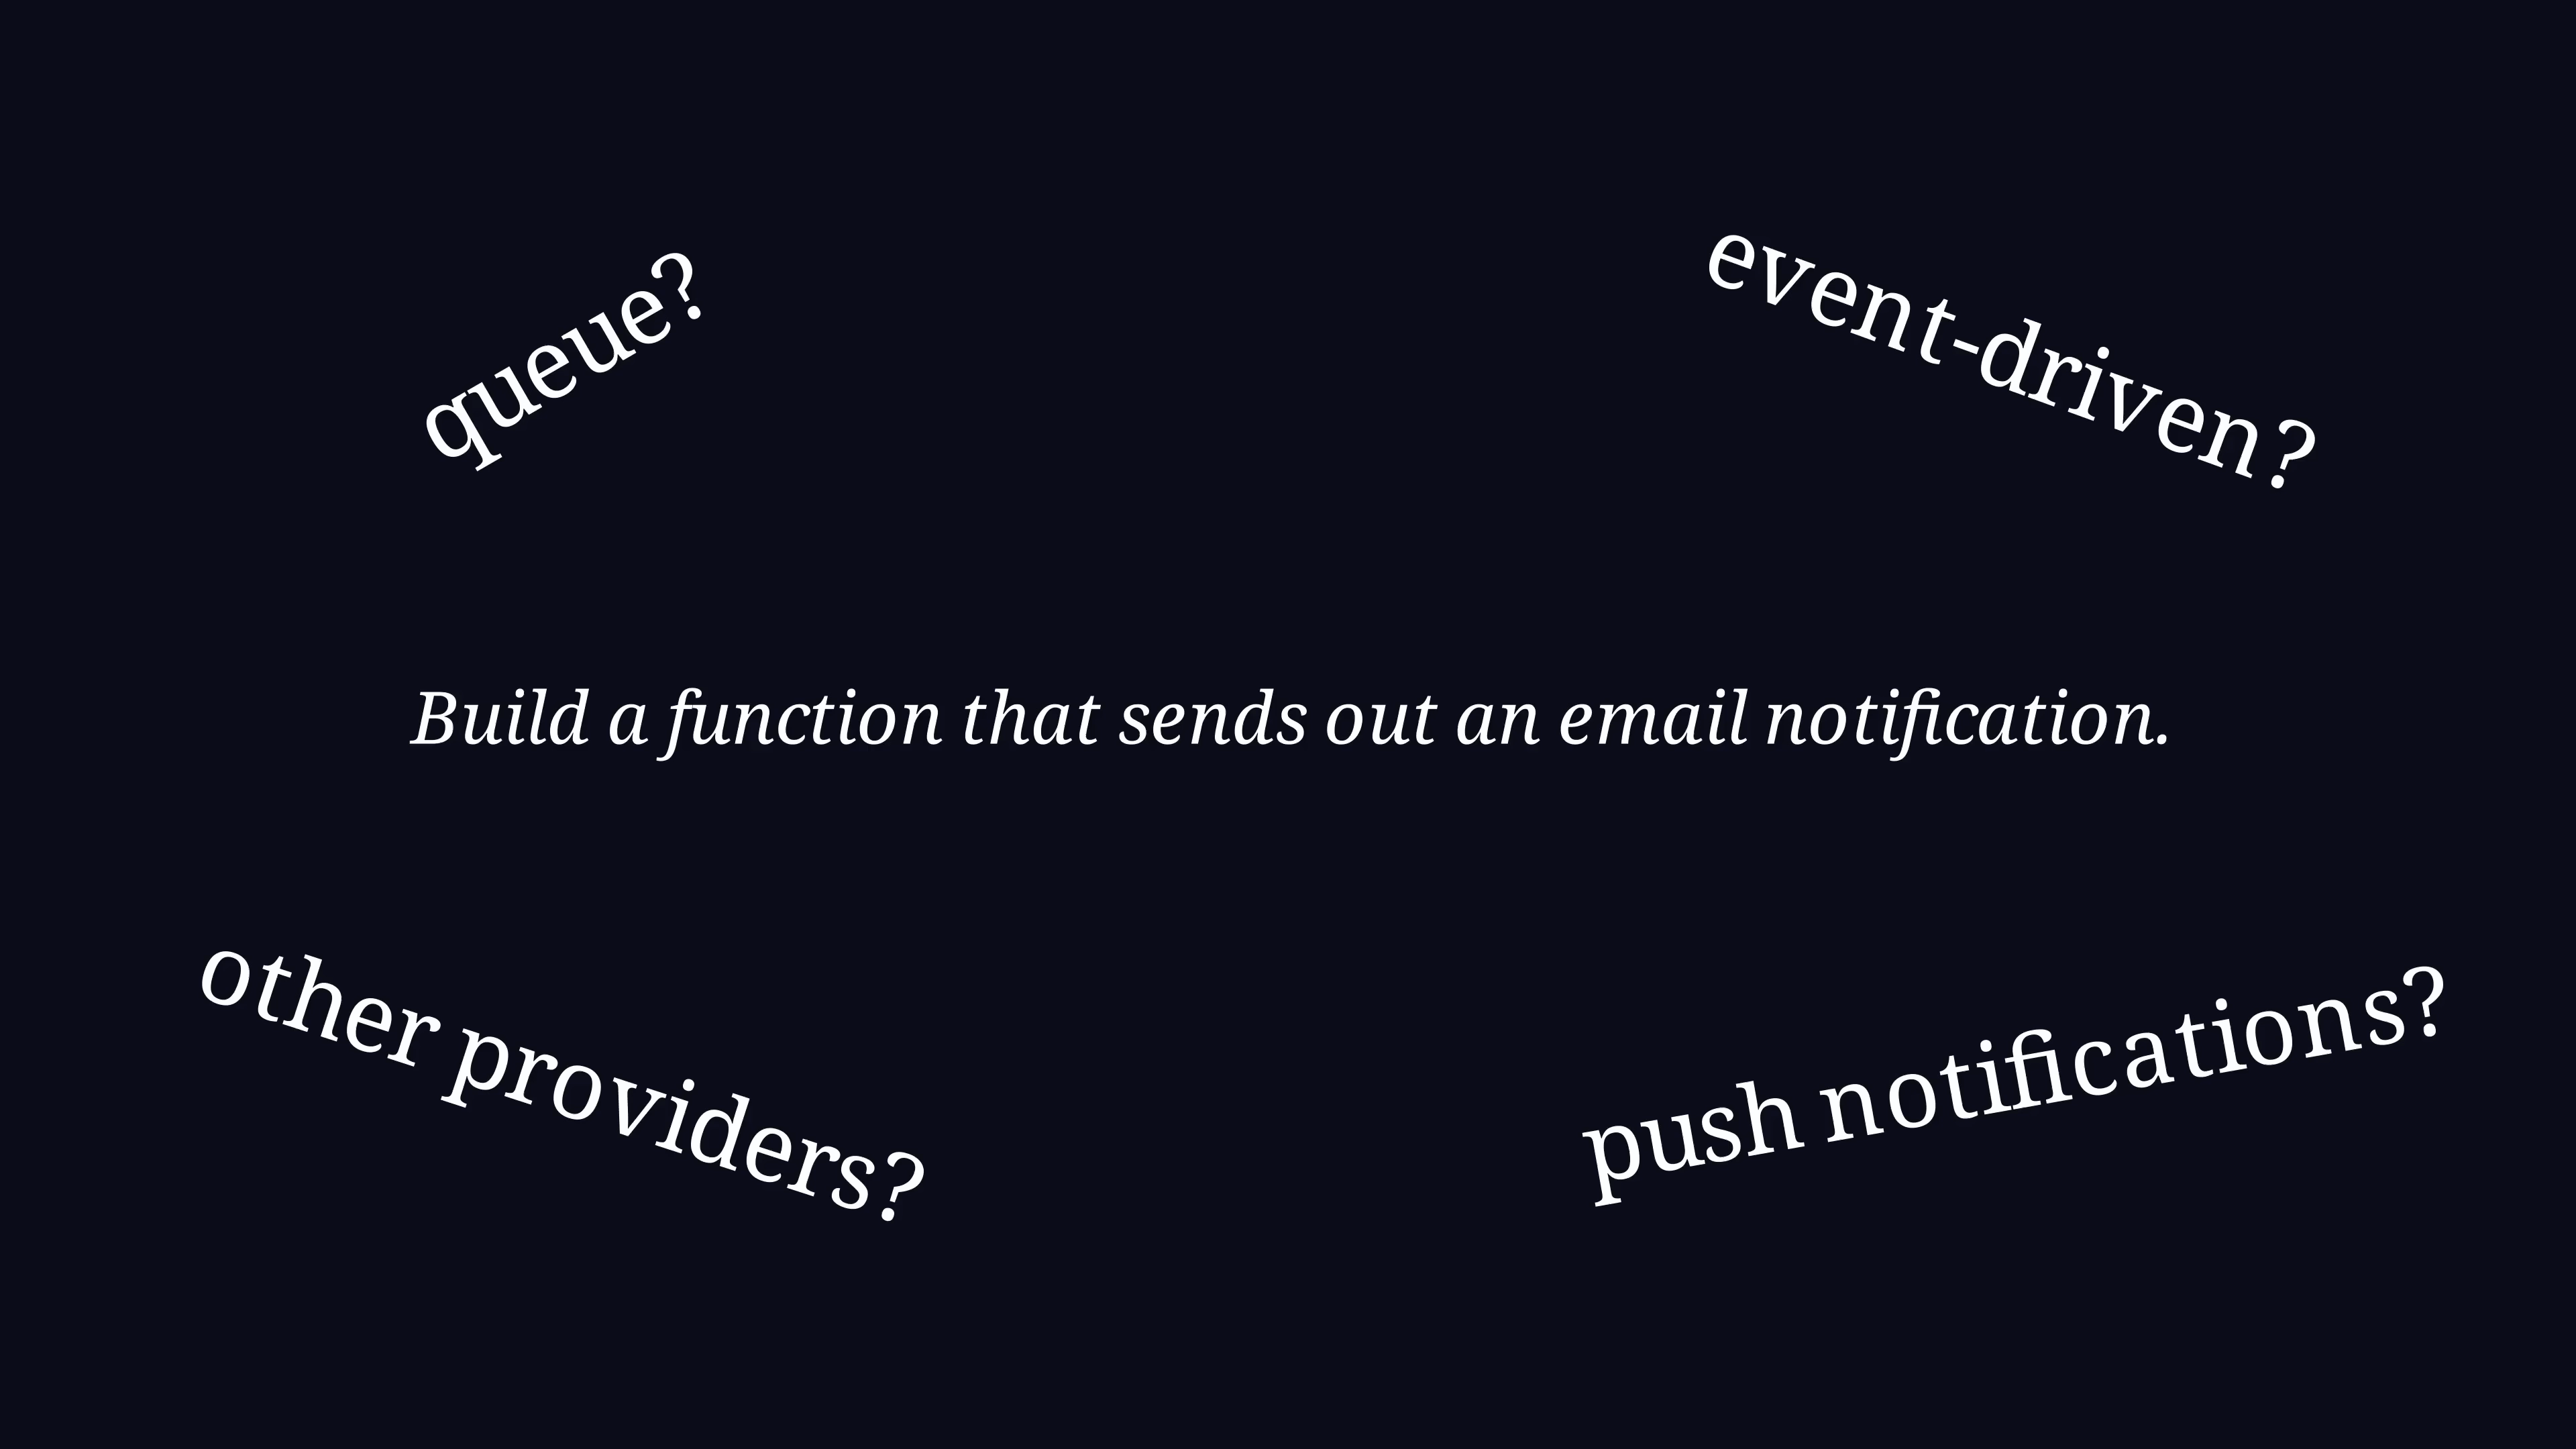 queue?
event-driven?
Build a function that sends out an email notification.
other providers?
push notifications?